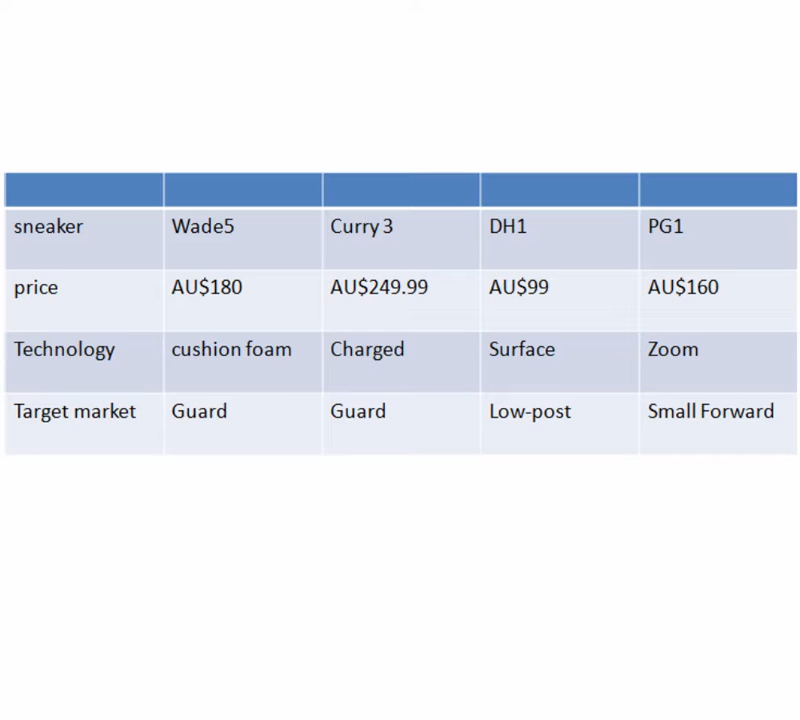 sneaker Wade5 Curry 3 DH1 PG1
price AU$180 AU$249.99 AU$99 AU$160
Technology cushion foam Charged Surface Zoom
Target market Guard Guard Low-post Small Forward